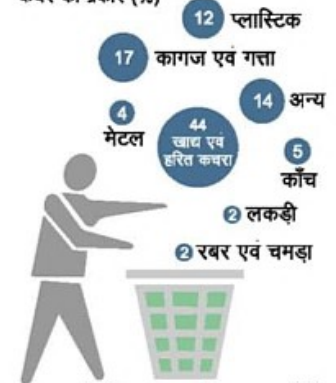 12 प्लास्टिक
17 कागज एवं गत्ता
14 अन्य
4
मेटल
44
खाद्य एवं
हरित कचरा
5
काँच
2 लकड़ी
2 रबर एवं चमड़ा